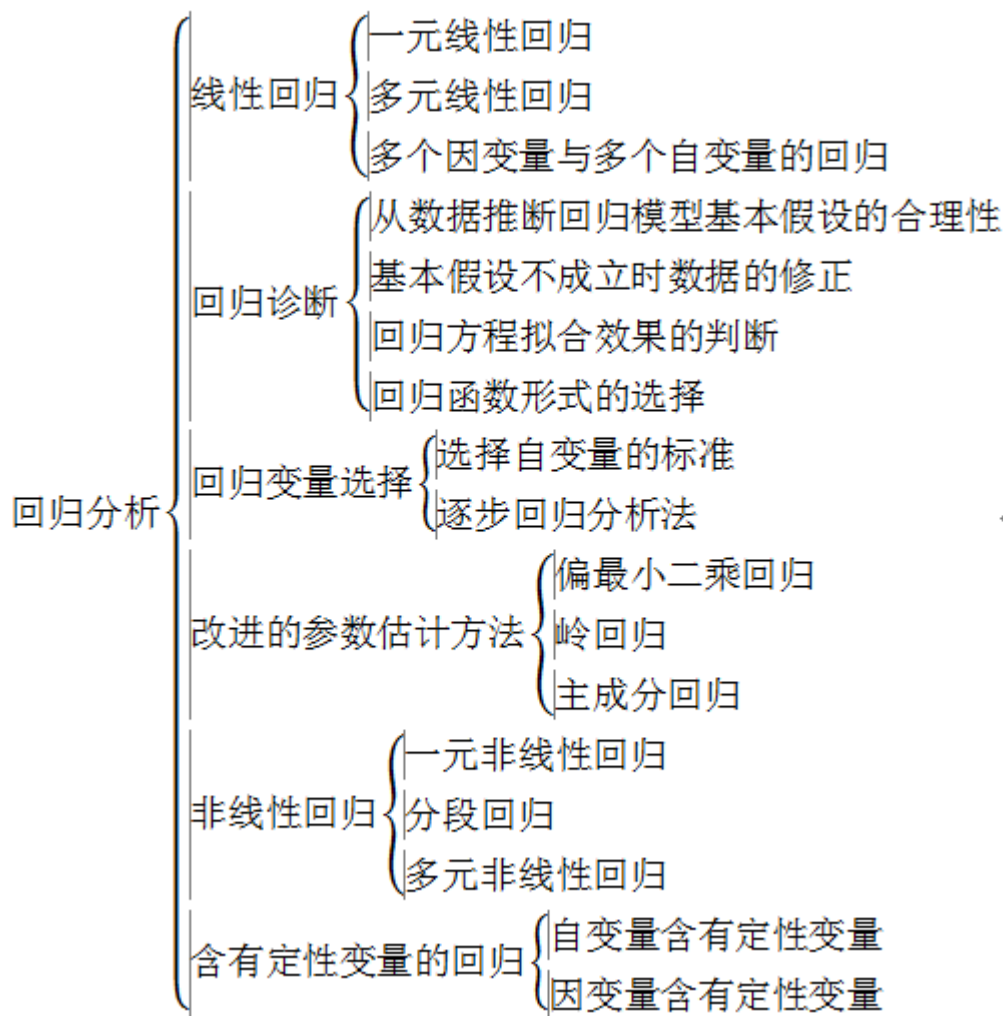 一元线性回归
线性回归
多元线性回归
多个因变量与多个自变量的回归
从数据推断回归模型基本假设的合理性
基本假设不成立时数据的修正
回归诊断
回归方程拟合效果的判断
回归函数形式的选择
选择自变量的标准
回归变量选择
逐步回归分析法
回归分析
偏最小二乘回归
改进的参数估计方法
岭回归
主成分回归
一元非线性回归
非线性回归
分段回归
多元非线性回归
自变量含有定性变量
含有定性变量的回归
因变量含有定性变量